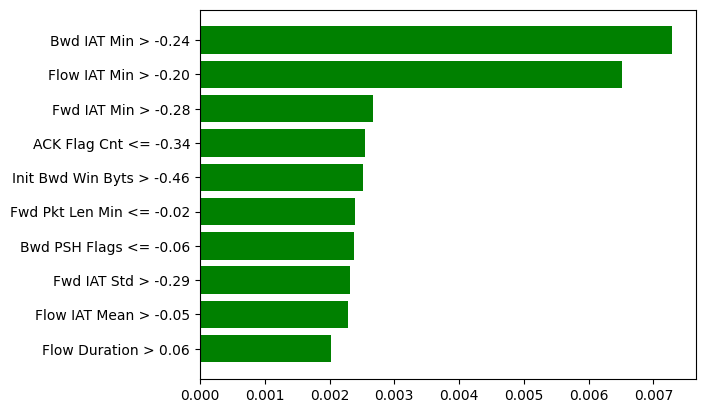 Bwd IAT Min > -0.24
Flow IAT Min > -0.20
Fwd IAT Min > -0.28
ACK Flag Cnt <= -0.34
Init Bwd Win Byts > -0.46
Fwd Pkt Len Min <= -0.02
Bwd PSH Flags <= -0.06
Fwd IAT Std > -0.29
Flow IAT Mean > -0.05
Flow Duration > 0.06
0.000 0.001 0.002 0.003 0.004 0.005 0.006 0.007